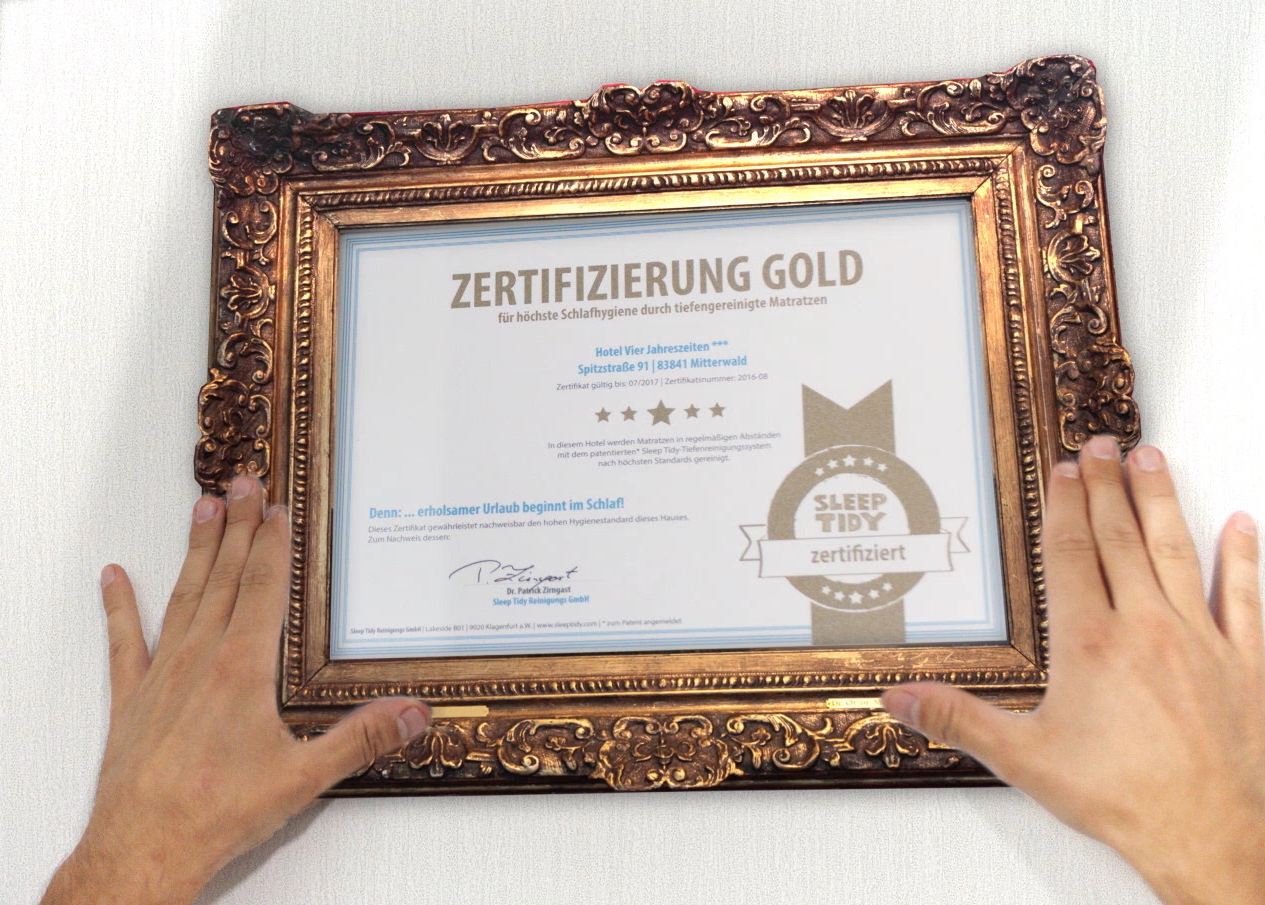 ZERTIFIZIERUNG GOLD
für höchste Schlafhygiene durch tiefengereinigte Matratzen
Hotel Vier Jahreszeiten ***
Spitzstraße 91 | 83841 Mitterwald
Zertifikat gültig bis: 07/2017 | Zertifikatsnummer: 2016-08
In diesem Hotel werden Matratzen in regelmäßigen Abständen
mit dem patentierten* Sleep Tidy-Tiefenreinigungssystem
nach höchsten Standards gereinigt.
Denn: ... erholsamer Urlaub beginnt im Schlaf!
Dieses Zertifikat gewährleistet nachweisbar den hohen Hygienestandard dieses Hauses.
Zum Nachweis dessen:
P. Zirngast
Dr. Patrick Zirngast
Sleep Tidy Reinigungs GmbH
Sleep Tidy Reinigungs GmbH | Lakeside B01 | 9020 Klagenfurt a.W. | www.sleeptidy.com | * zum Patent angemeldet
SLEEP
TIDY
zertifiziert